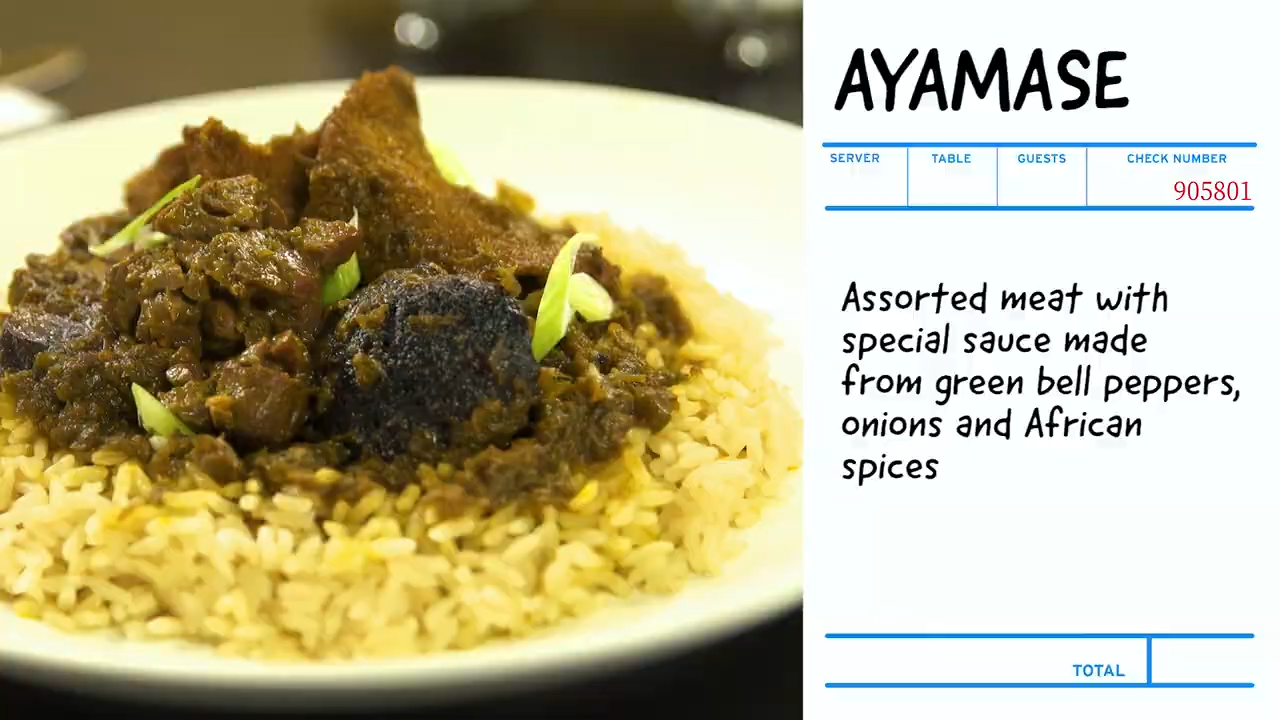 AYAMASE
SERVER TABLE GUESTS CHECK NUMBER
905801
Assorted meat with
special sauce made
from green bell peppers,
onions and African
spices
TOTAL